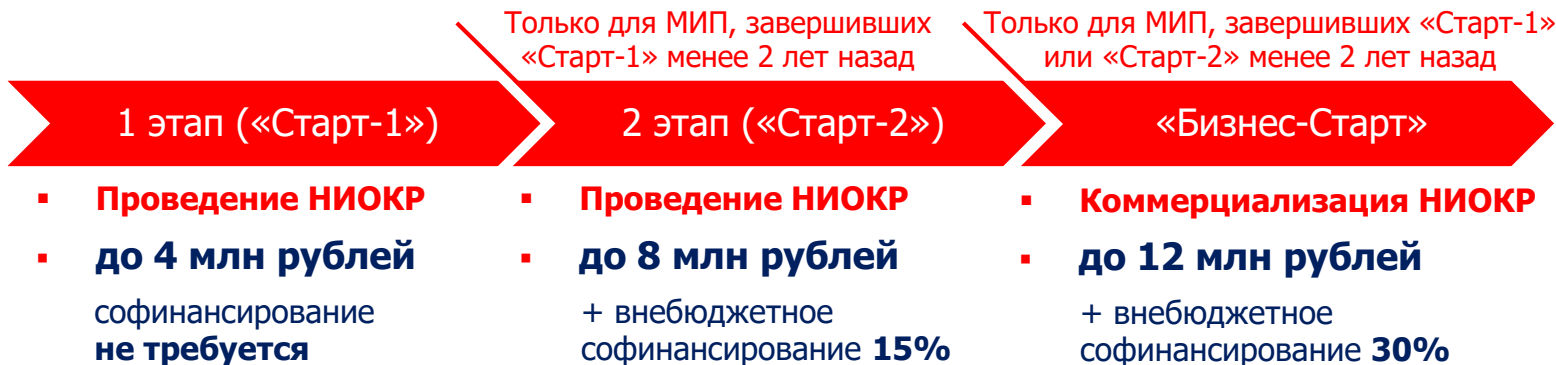 Только для МИП, завершивших
«Старт-1» менее 2 лет назад
Только для МИП, завершивших «Старт-1»
или «Старт-2» менее 2 лет назад
1 этап («Старт-1»)
2 этап («Старт-2»)
«Бизнес-Старт»
▪ Проведение НИОКР
▪ до 4 млн рублей
софинансирование
не требуется
▪ Проведение НИОКР
▪ до 8 млн рублей
+ внебюджетное
софинансирование 15%
▪ Коммерциализация НИОКР
▪ до 12 млн рублей
+ внебюджетное
софинансирование 30%